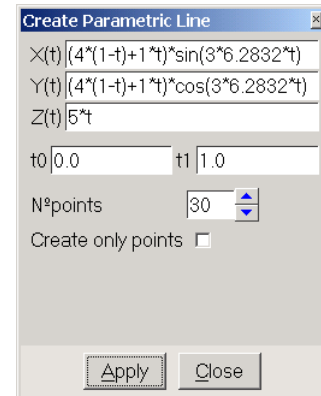 Create Parametric Line
X(t) (4*(1-t)+1*t)*sin(3*6.2832*t)
Y(t) (4*(1-t)+1*t)*cos(3*6.2832*t)
Z(t) 5*t
t0 0.0 t1 1.0
Nºpoints 30
Create only points
Apply Close